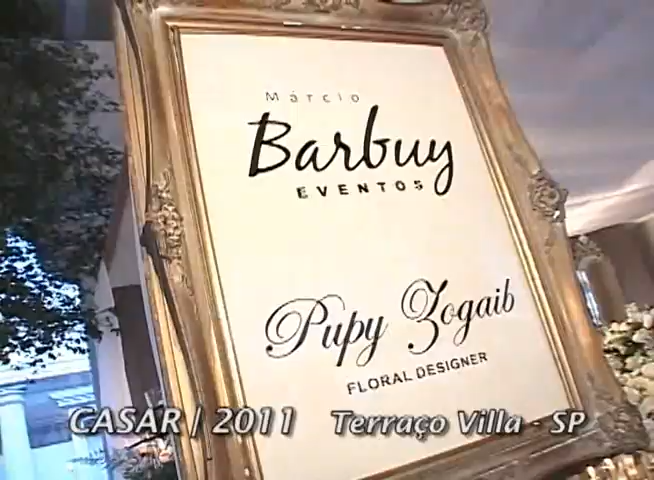 Márcio
Barbuy
EVENTOS
Pupy Zogaib
FLORAL DESIGNER
CASAR / 2011 Terraço Villa - SP